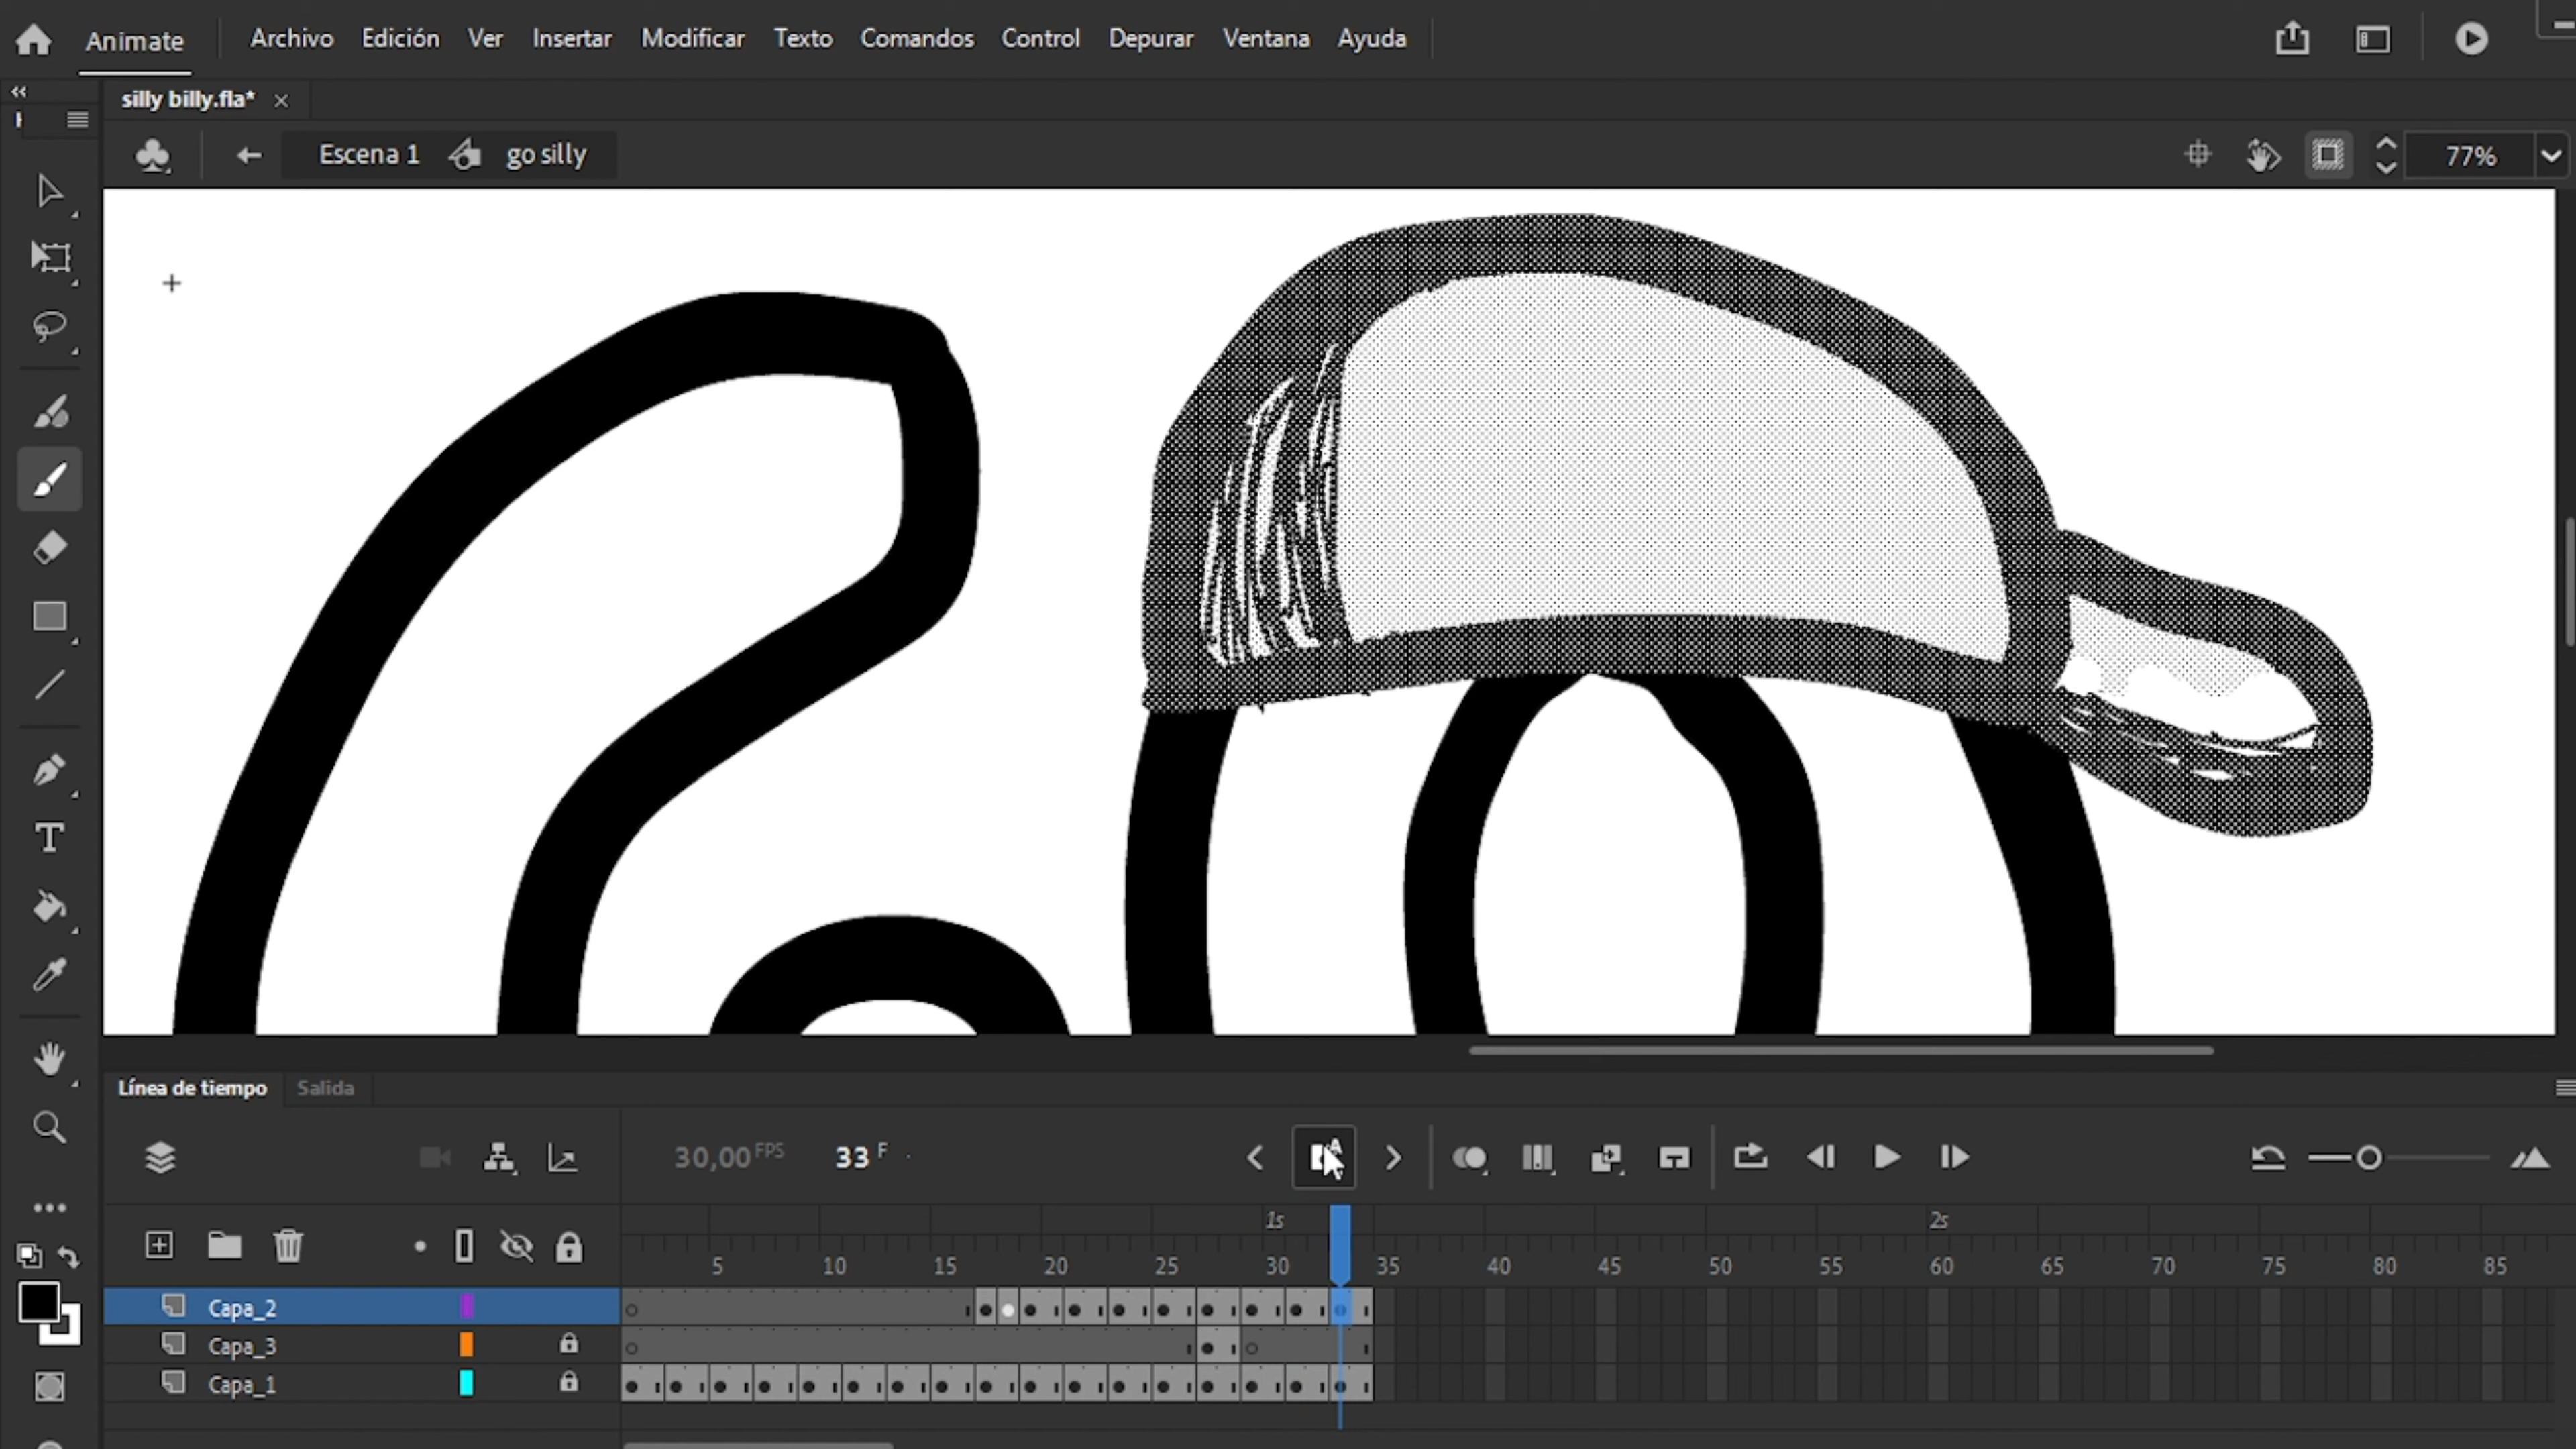 Animate Archivo Edición Ver Insertar Modificar Texto Comandos Control Depurar Ventana Ayuda
silly billy.fla*
Escena 1 go silly 77%
Línea de tiempo Salida
30,00 FPS 33 F
1s 2s
5 10 15 20 25 30 35 40 45 50 55 60 65 70 75 80 85
Capa_2
Capa_3
Capa_1